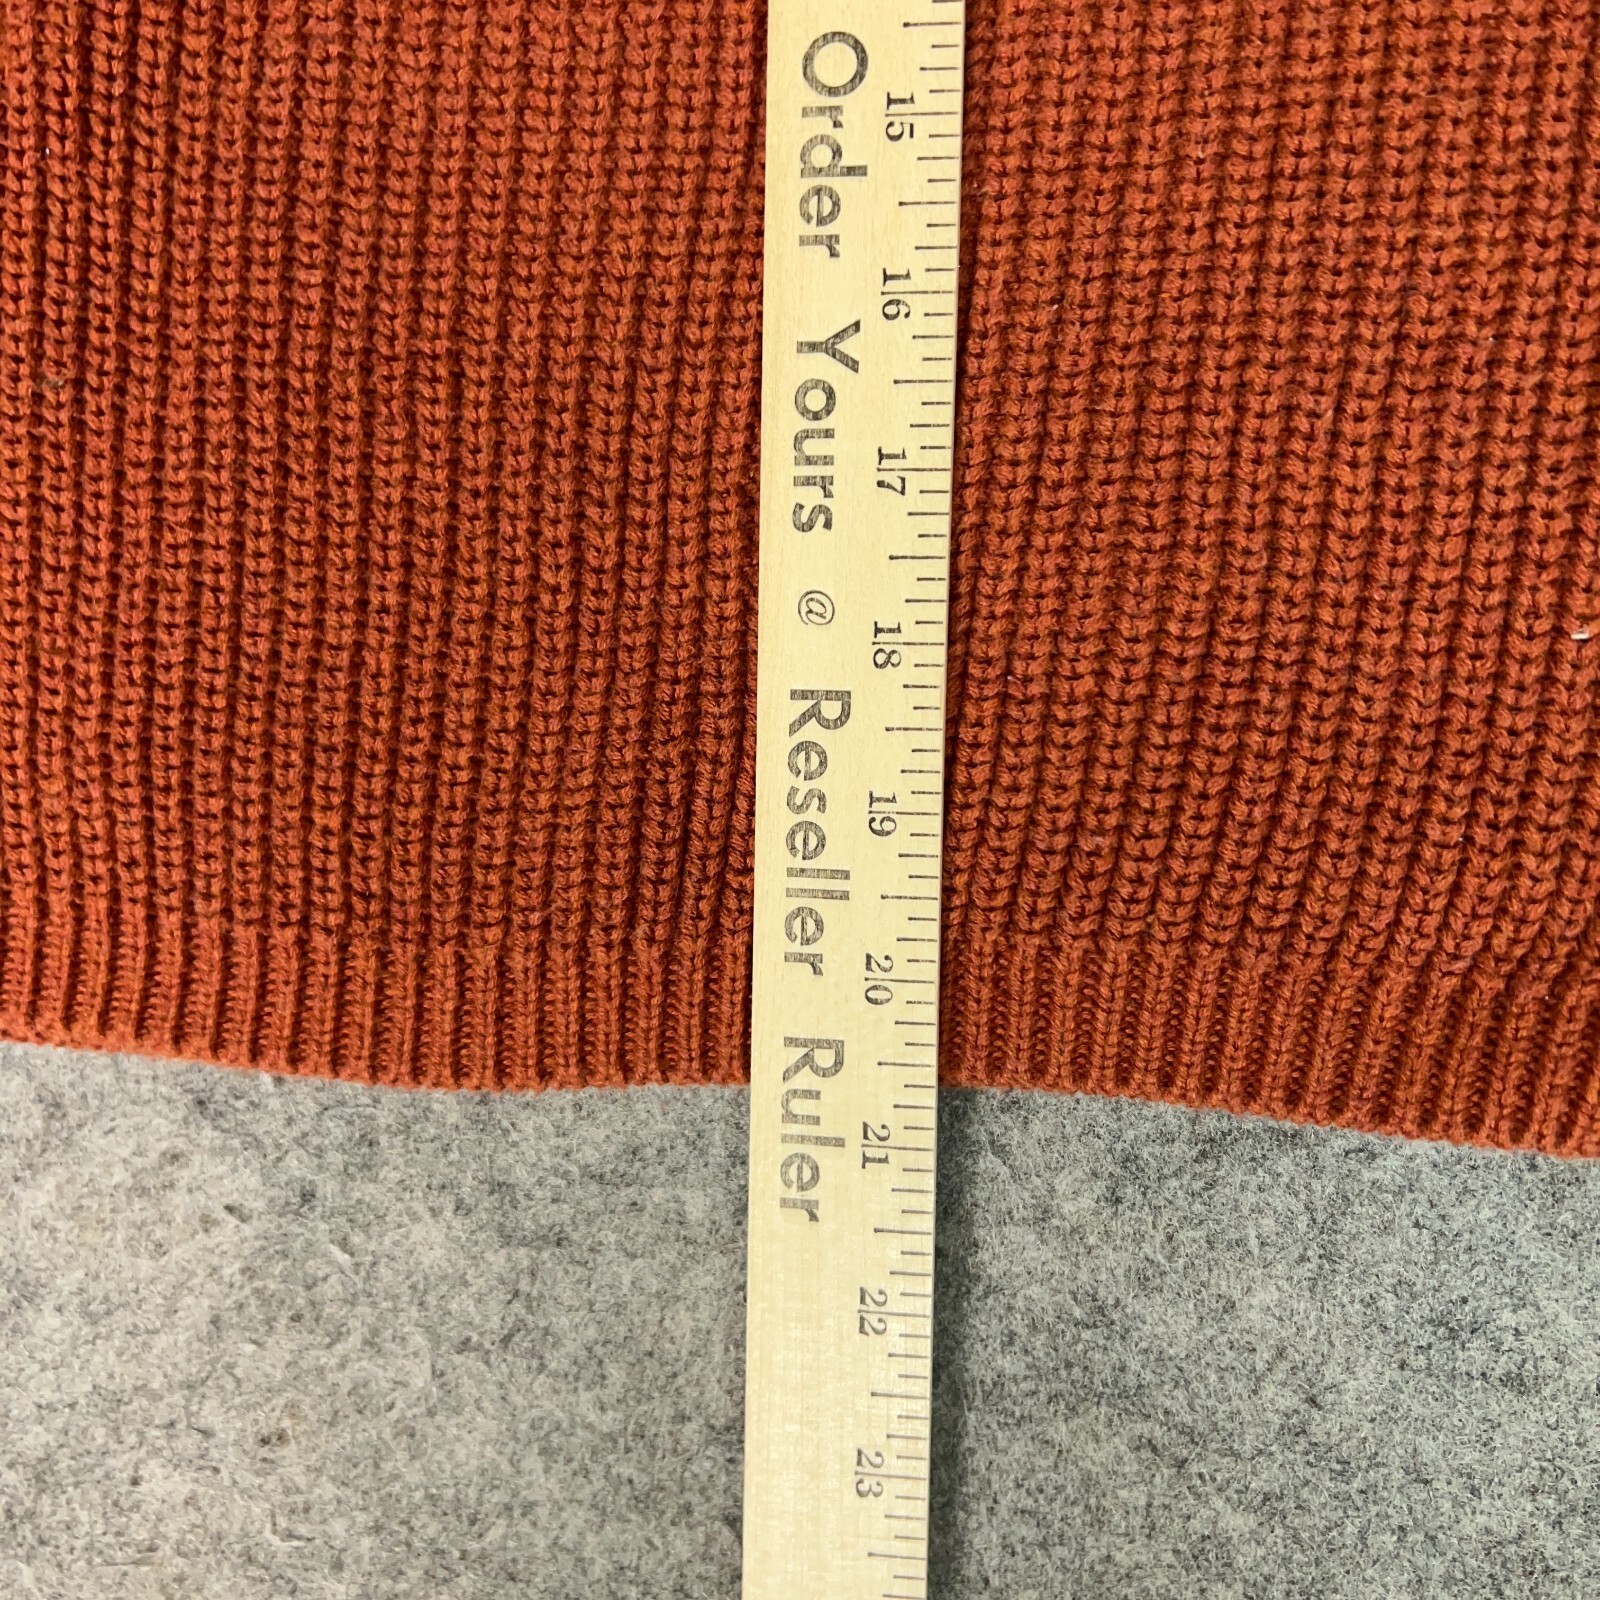 Order Yours @ Reseller Ruler
15 16 17 18 19 20 21 22 23